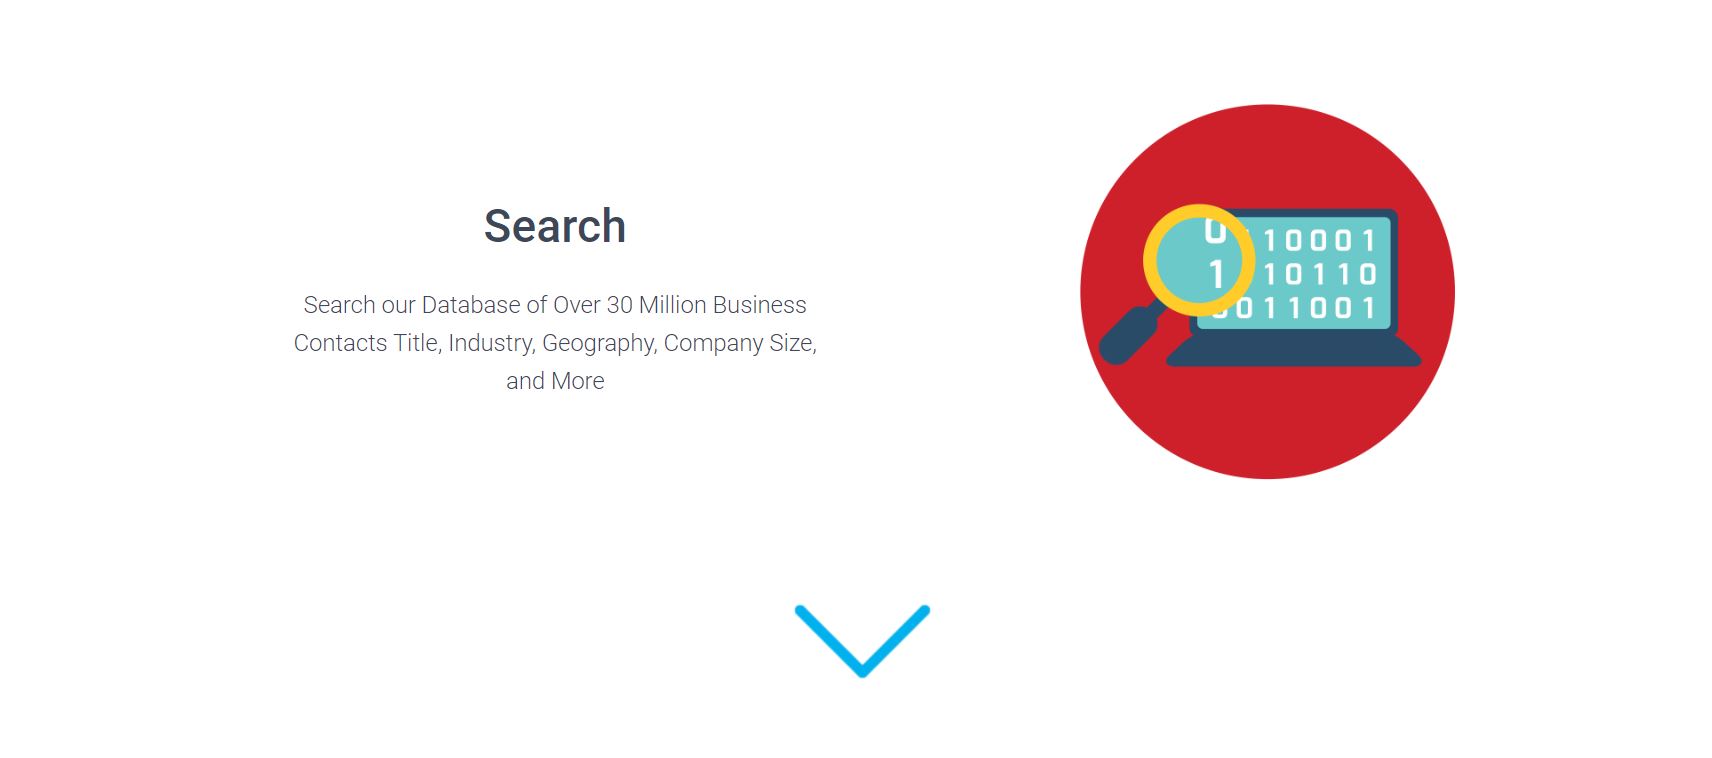 Search
Search our Database of Over 30 Million Business
Contacts Title, Industry, Geography, Company Size,
and More
0 110001
1 10110
0011001